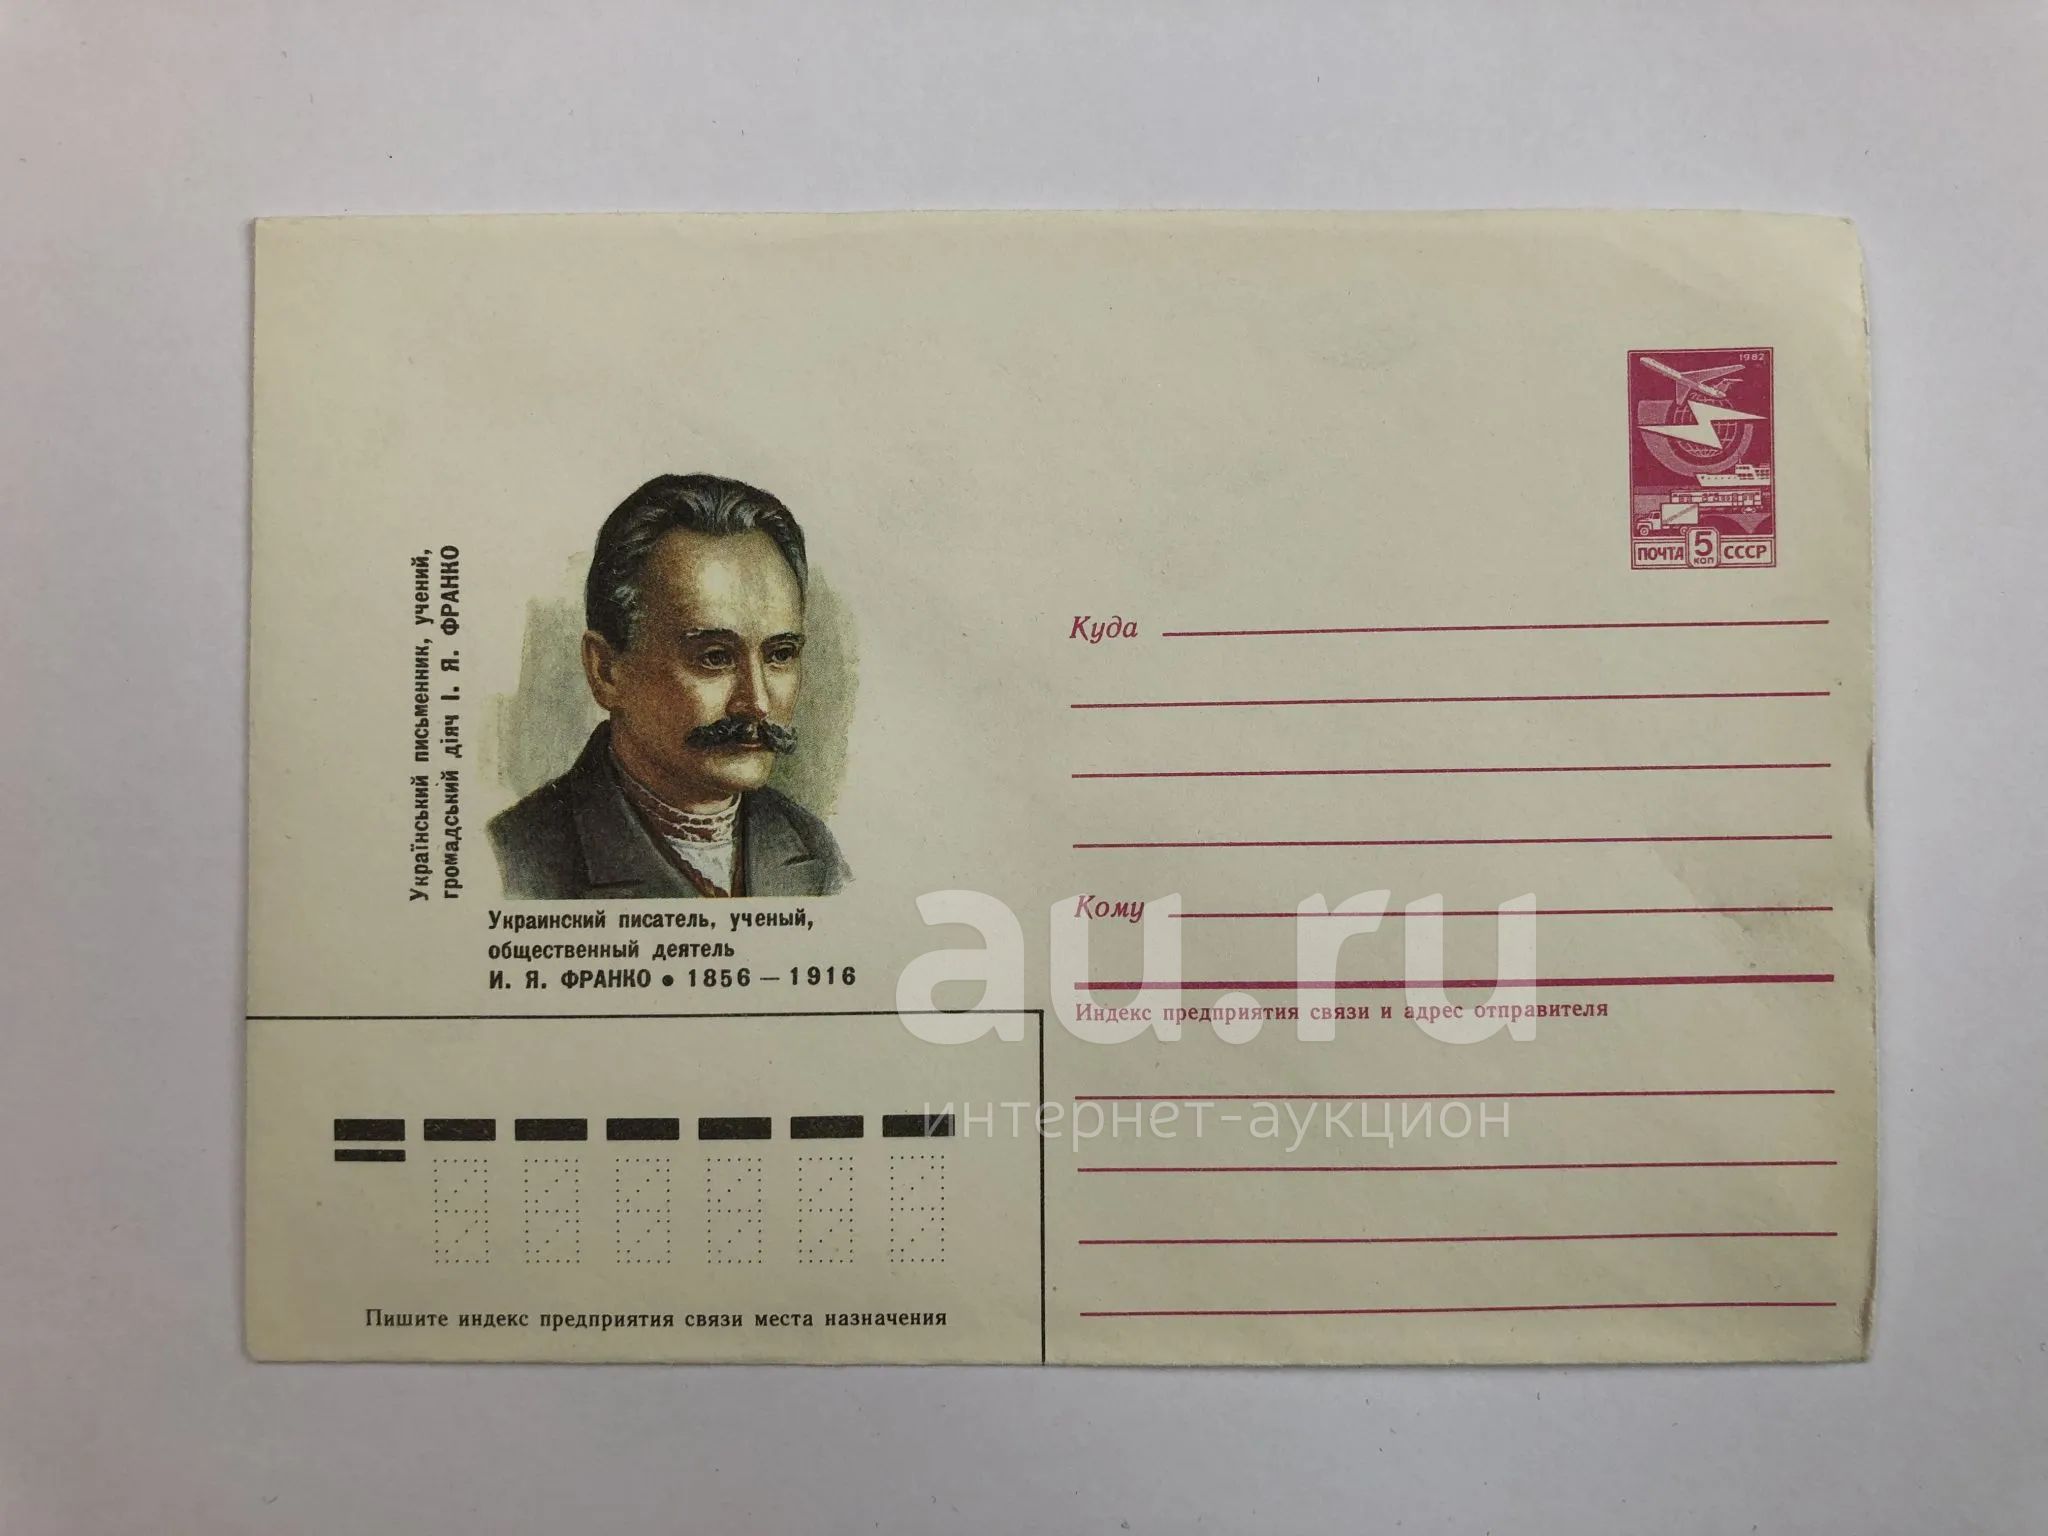 1982
ПОЧТА 5 КОП СССР
Український письменник, учений,
громадський діяч І. Я. ФРАНКО
Украинский писатель, ученый,
общественный деятель
И. Я. ФРАНКО • 1856 — 1916
Куда
Кому
Индекс предприятия связи и адрес отправителя
Пишите индекс предприятия связи места назначения
au.ru
интернет-аукцион